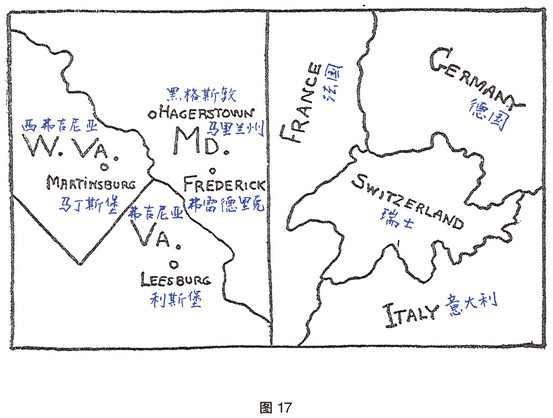 黑格斯敦
HAGERSTOWN
西弗吉尼亚
W. VA.
马里兰州
MD.
MARTINSBURG
马丁斯堡
FREDERICK
弗雷德里克
弗吉尼亚
VA.
LEESBURG
利斯堡
FRANCE
法国
GERMANY
德国
SWITZERLAND
瑞士
ITALY 意大利
图 17